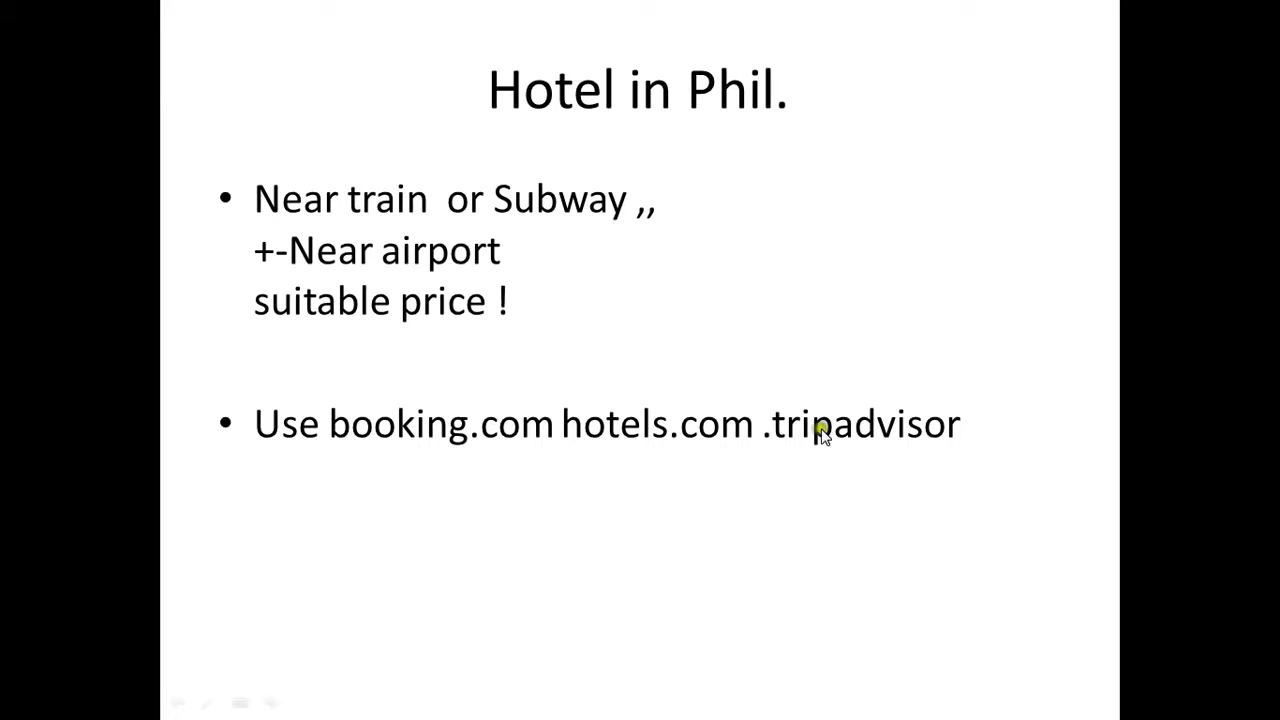 Hotel in Phil.
• Near train or Subway ,,
+-Near airport
suitable price !
• Use booking.com hotels.com .tripadvisor